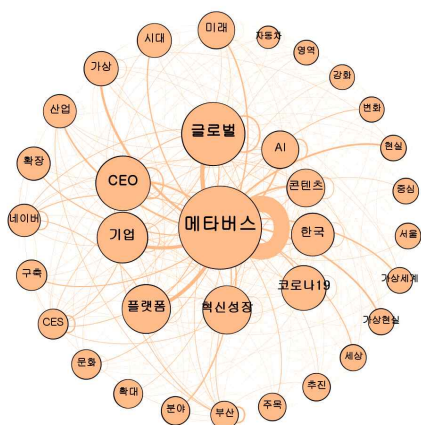 미래
시대
자동차
영역
가상
강화
산업
변화
글로벌
AI
현실
확장
CEO
콘텐츠
중심
네이버
메타버스
기업
한국
서울
구축
코로나19
가상세계
플랫폼
혁신성장
CES
가상현실
문화
세상
확대
추진
분야
부산
주목